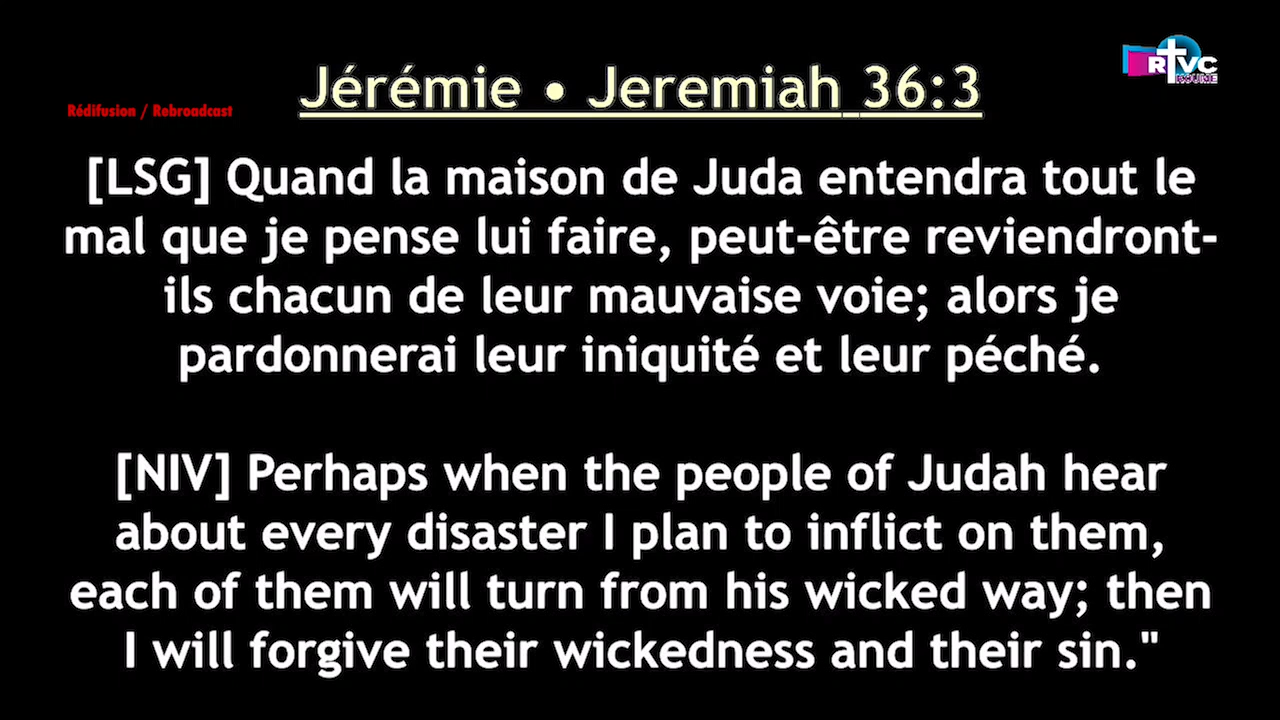 Jérémie • Jeremiah 36:3
RTVC
Rédifusion / Rebroadcast
[LSG] Quand la maison de Juda entendra tout le
mal que je pense lui faire, peut-être reviendront-
ils chacun de leur mauvaise voie; alors je
pardonnerai leur iniquité et leur péché.
[NIV] Perhaps when the people of Judah hear
about every disaster I plan to inflict on them,
each of them will turn from his wicked way; then
I will forgive their wickedness and their sin."